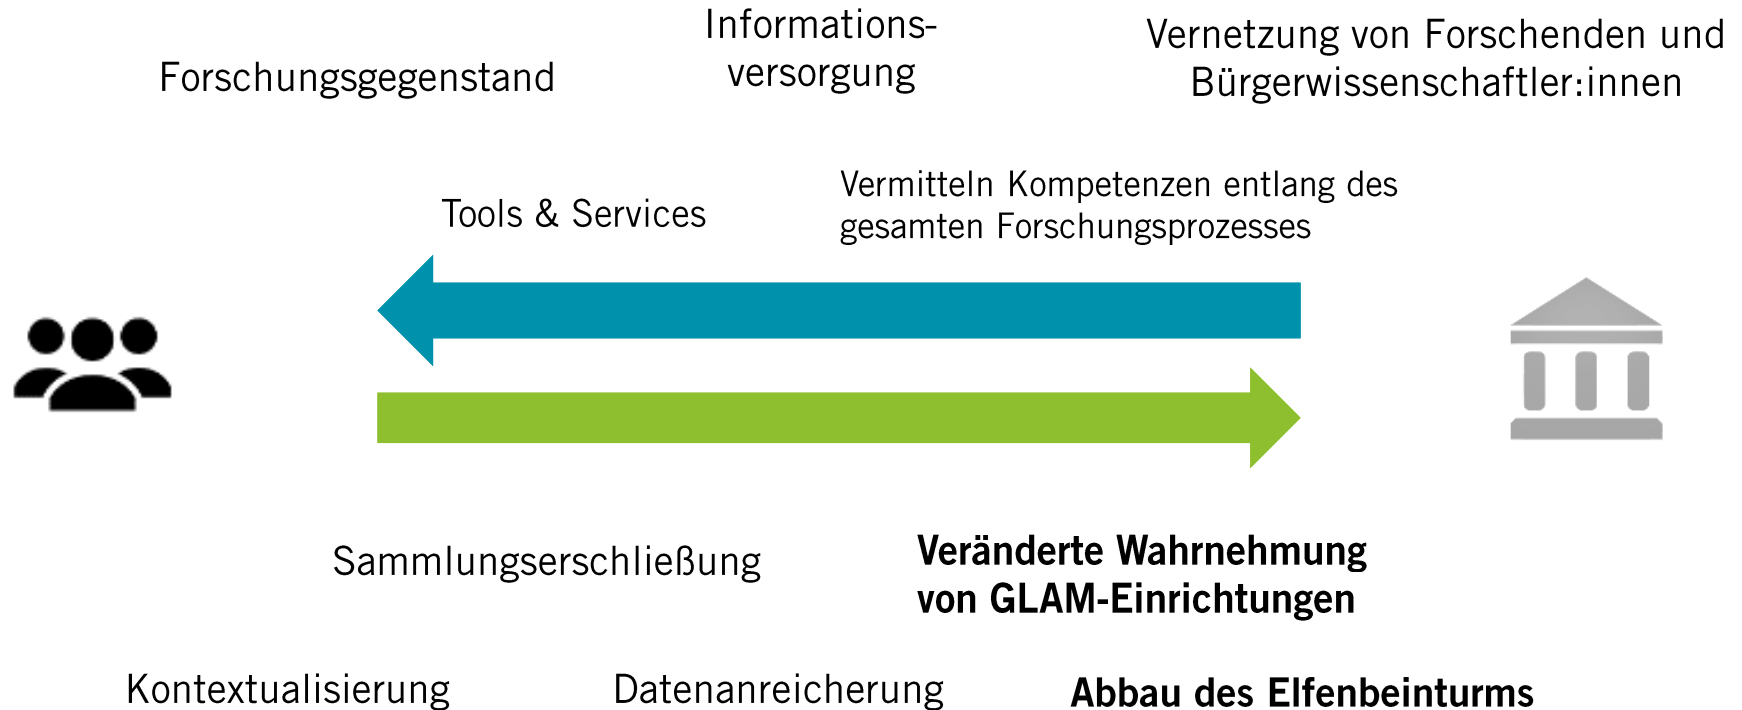 Informations-
versorgung
Vernetzung von Forschenden und
Bürgerwissenschaftler:innen
Forschungsgegenstand
Tools & Services
Vermitteln Kompetenzen entlang des
gesamten Forschungsprozesses
Sammlungserschließung
Veränderte Wahrnehmung
von GLAM-Einrichtungen
Kontextualisierung
Datenanreicherung
Abbau des Elfenbeinturms